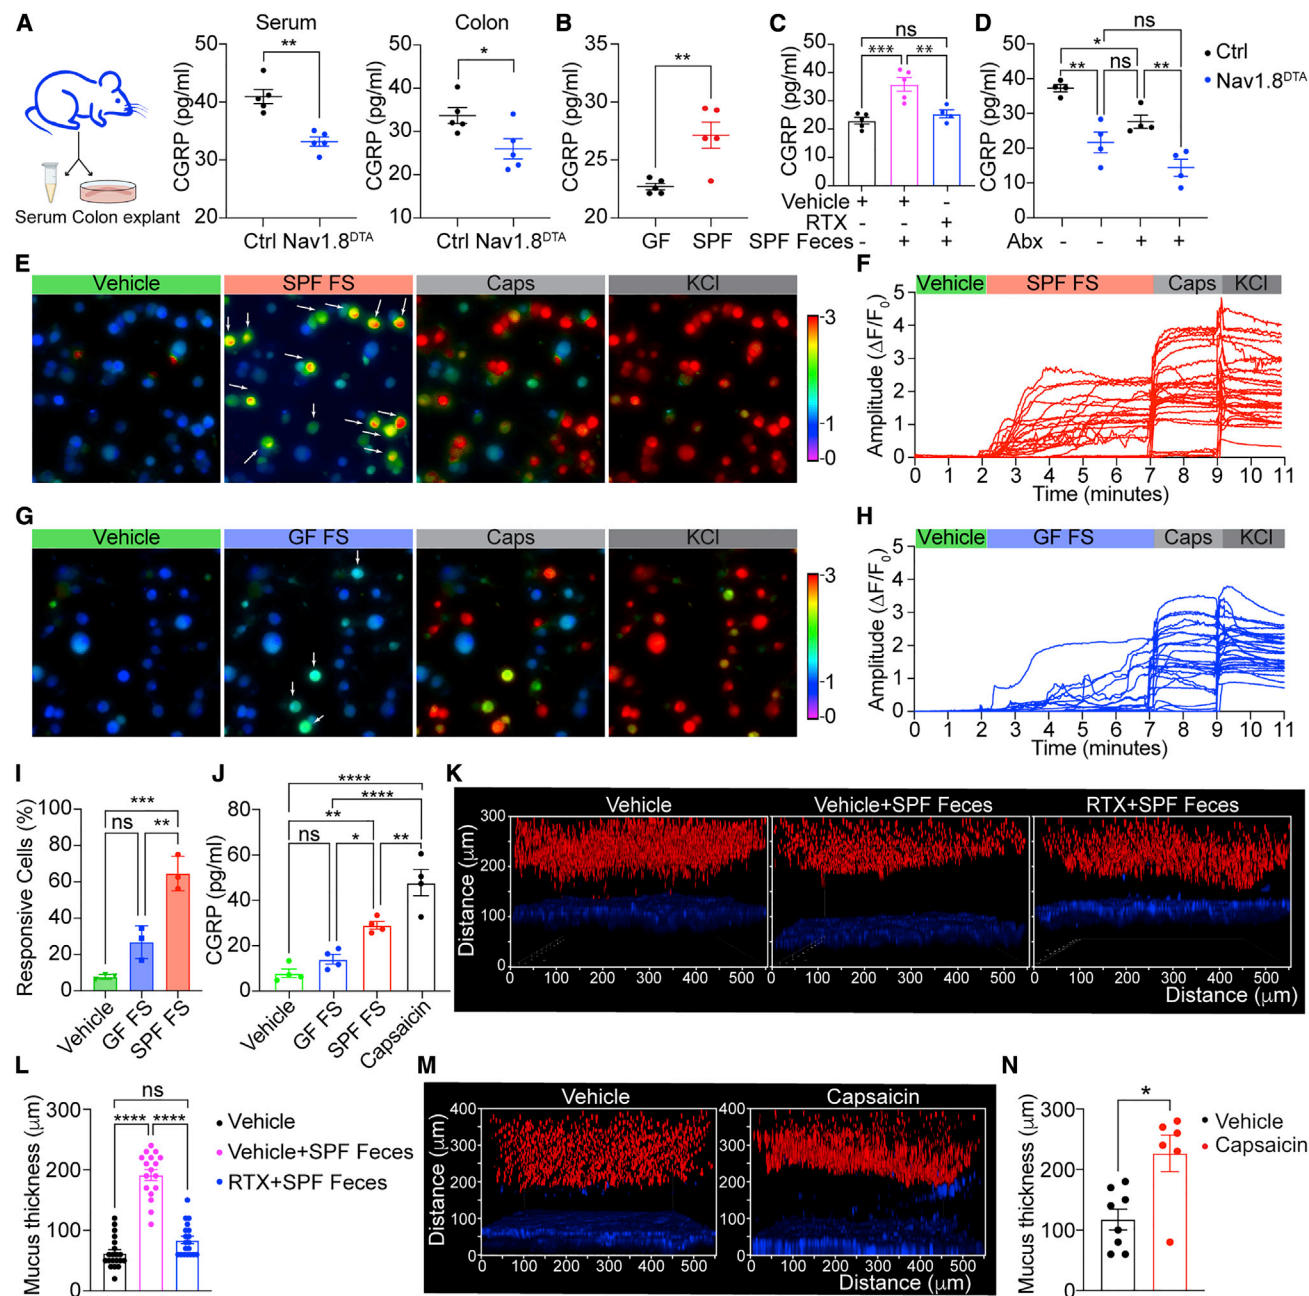 A
Serum
Colon
CGRP (pg/ml)
50
40
30
20
**
Ctrl Nav1.8DTA
CGRP (pg/ml)
50
40
30
20
10
*
Ctrl Nav1.8DTA
Serum Colon explant
B
CGRP (pg/ml)
35
30
25
20
**
GF SPF
C
CGRP (pg/ml)
50
40
30
20
10
0
ns
*** **
Vehicle + + -
RTX - - +
SPF Feces - + +
D
CGRP (pg/ml)
50
40
30
20
10
0
ns
*
** ns **
Abx - - + +
Ctrl
Nav1.8DTA
E
Vehicle SPF FS Caps KCl
3
1
0
F
Vehicle SPF FS Caps KCl
Amplitude (ΔF/F0)
5
4
3
2
1
0
0 1 2 3 4 5 6 7 8 9 10 11
Time (minutes)
G
Vehicle GF FS Caps KCl
3
1
0
H
Vehicle GF FS Caps KCl
Amplitude (ΔF/F0)
5
4
3
2
1
0
0 1 2 3 4 5 6 7 8 9 10 11
Time (minutes)
I
Responsive Cells (%)
100
80
60
40
20
0
***
ns **
Vehicle
GF FS
SPF FS
J
CGRP (pg/ml)
80
60
40
20
0
****
****
**
ns * **
Vehicle
GF FS
SPF FS
Capsaicin
K
Vehicle Vehicle+SPF Feces RTX+SPF Feces
Distance (μm)
300
200
100
0
100 200 300 400 500 0 100 200 300 400 500 0 100 200 300 400 500
Distance (μm)
L
Mucus thickness (μm)
300
200
100
0
ns
**** ****
Vehicle
Vehicle+SPF Feces
RTX+SPF Feces
M
Vehicle Capsaicin
Distance (μm)
400
300
200
100
0
400
300
200
100
0
0 100 200 300 400 500 0 100 200 300 400 500
Distance (μm)
N
Mucus thickness (μm)
300
200
100
0
*
Vehicle
Capsaicin